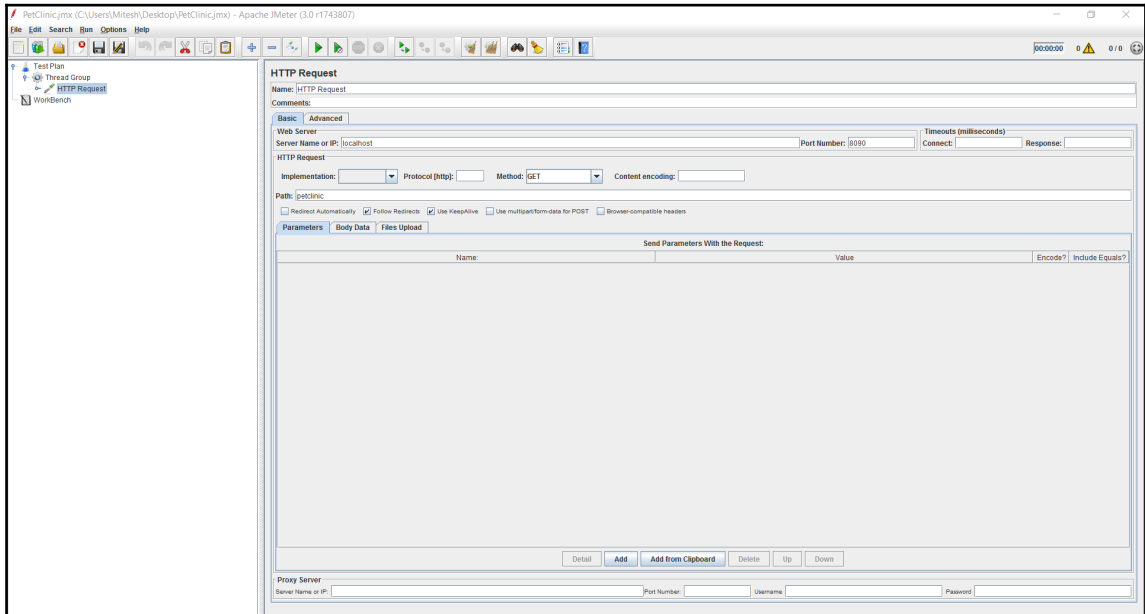 PetClinic.jmx (C:\Users\Mitesh\Desktop\PetClinic.jmx) - Apache JMeter (3.0 r1743807)
File Edit Search Run Options Help
00:00:00 0 0 / 0
Test Plan
Thread Group
HTTP Request
WorkBench
HTTP Request
Name: HTTP Request
Comments:
Basic Advanced
Web Server
Server Name or IP: localhost Port Number: 8090
Timeouts (milliseconds)
Connect: Response:
HTTP Request
Implementation: Protocol [http]: Method: GET Content encoding:
Path: petclinic
Redirect Automatically Follow Redirects Use KeepAlive Use multipart/form-data for POST Browser-compatible headers
Parameters Body Data Files Upload
Send Parameters With the Request:
Name: Value Encode? Include Equals?
Detail Add Add from Clipboard Delete Up Down
Proxy Server
Server Name or IP: Port Number: Username Password